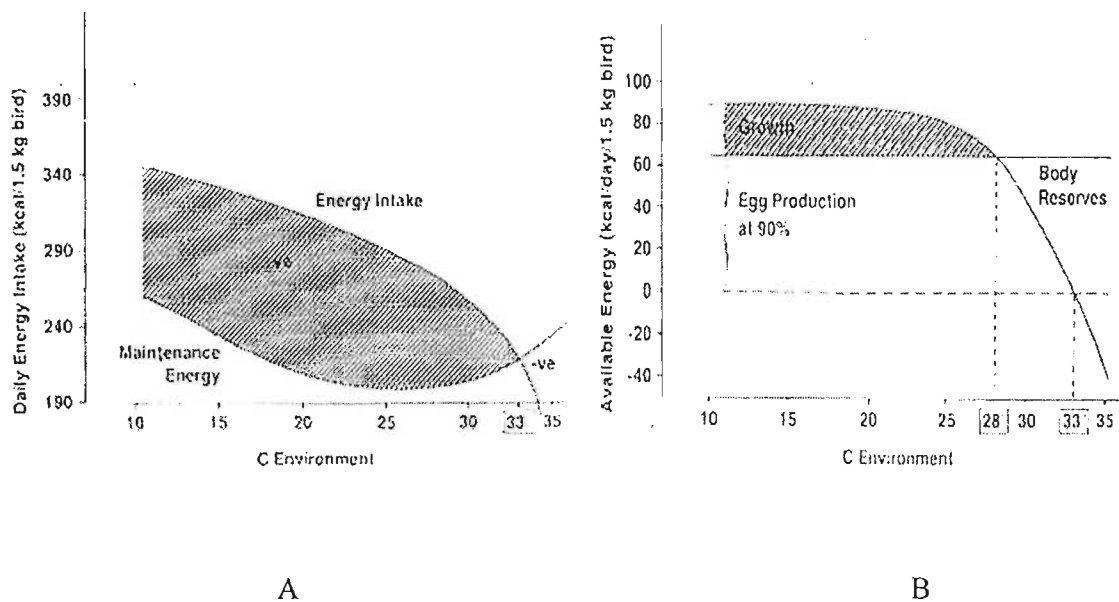 Daily Energy Intake (kcal/1.5 kg bird)
390
340
290
240
190
Energy Intake
-ve
Maintenance
Energy
-ve
10 15 20 25 30 33 35
C Environment
A
Available Energy (kcal/day/1.5 kg bird)
100
80
60
40
20
0
-20
-40
Growth
Egg Production
at 90%
Body
Reserves
10 15 20 25 28 30 33 35
C Environment
B